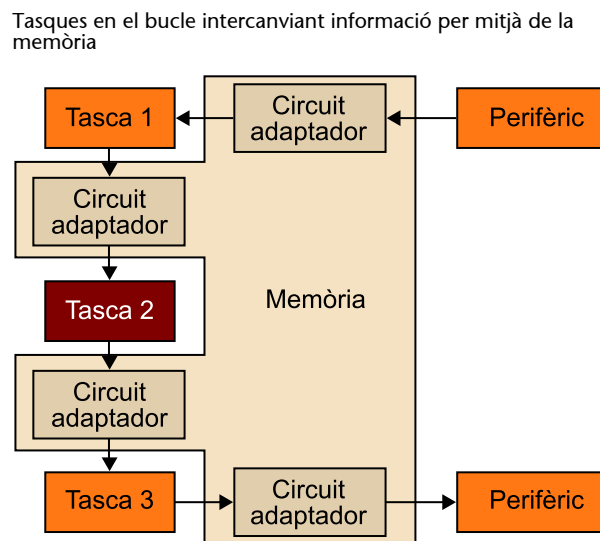 Tasques en el bucle intercanviant informació per mitjà de la
memòria
Tasca 1
Circuit
adaptador
Perifèric
Circuit
adaptador
Tasca 2
Memòria
Circuit
adaptador
Tasca 3
Circuit
adaptador
Perifèric